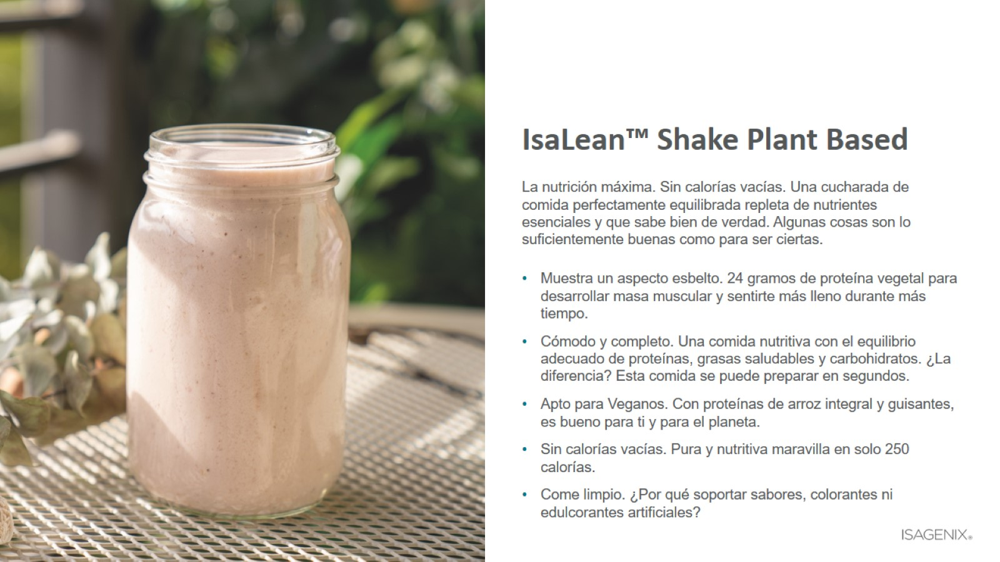 IsaLean™ Shake Plant Based
La nutrición máxima. Sin calorías vacías. Una cucharada de
comida perfectamente equilibrada repleta de nutrientes
esenciales y que sabe bien de verdad. Algunas cosas son lo
suficientemente buenas como para ser ciertas.
• Muestra un aspecto esbelto. 24 gramos de proteína vegetal para
desarrollar masa muscular y sentirte más lleno durante más
tiempo.
• Cómodo y completo. Una comida nutritiva con el equilibrio
adecuado de proteínas, grasas saludables y carbohidratos. ¿La
diferencia? Esta comida se puede preparar en segundos.
• Apto para Veganos. Con proteínas de arroz integral y guisantes,
es bueno para ti y para el planeta.
• Sin calorías vacías. Pura y nutritiva maravilla en solo 250
calorías.
• Come limpio. ¿Por qué soportar sabores, colorantes ni
edulcorantes artificiales?
ISAGENIX®